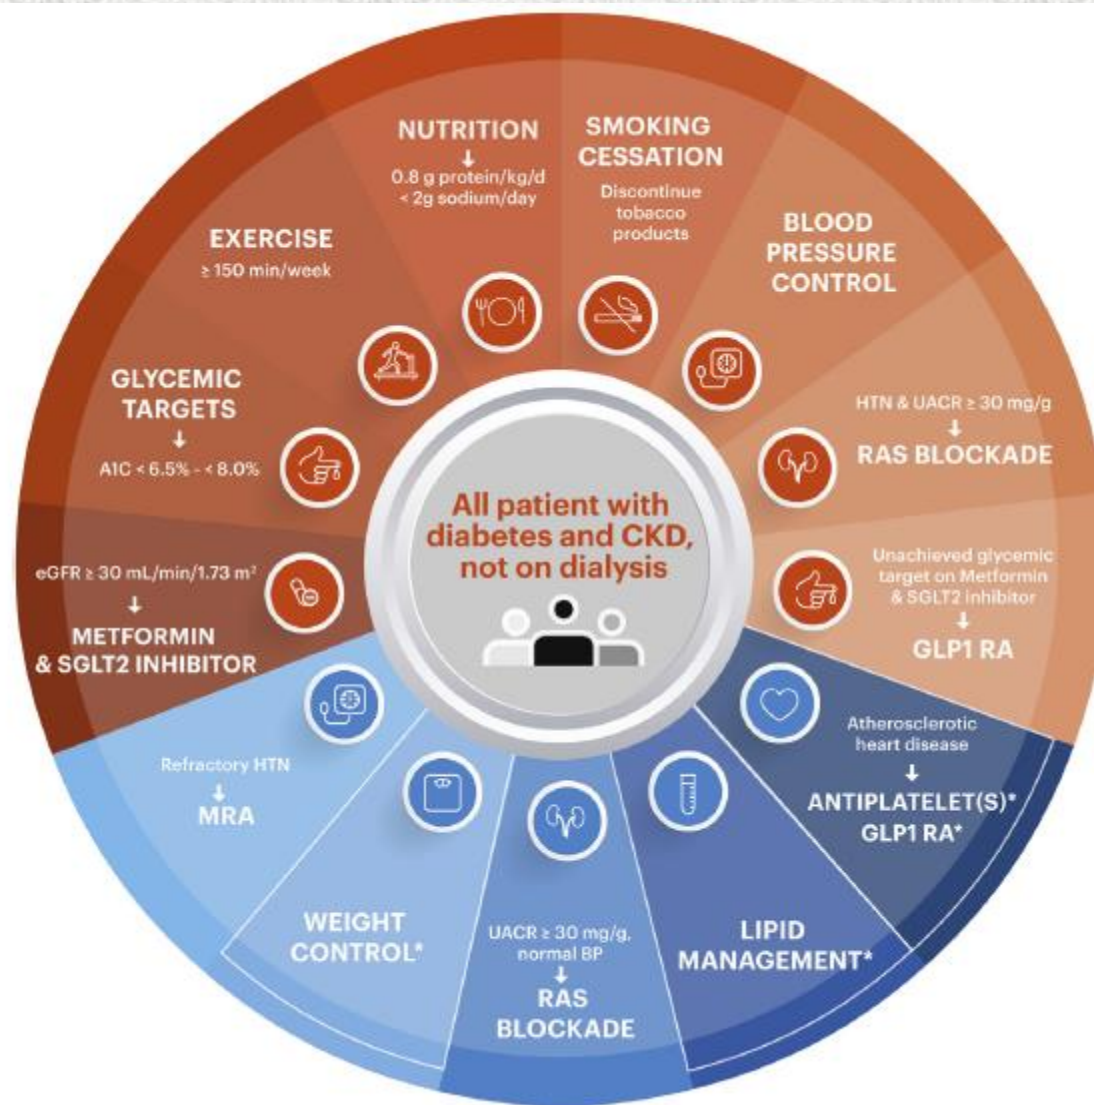 NUTRITION
↓
0.8 g protein/kg/d
< 2g sodium/day
SMOKING
CESSATION
Discontinue
tobacco
products
BLOOD
PRESSURE
CONTROL
HTN & UACR ≥ 30 mg/g
↓
RAS BLOCKADE
Unachieved glycemic
target on Metformin
& SGLT2 inhibitor
↓
GLP1 RA
Atherosclerotic
heart disease
↓
ANTIPLATELET(S)*
GLP1 RA*
LIPID
MANAGEMENT*
UACR ≥ 30 mg/g,
normal BP
↓
RAS
BLOCKADE
WEIGHT
CONTROL*
Refractory HTN
↓
MRA
eGFR ≥ 30 mL/min/1.73 m²
↓
METFORMIN
& SGLT2 INHIBITOR
GLYCEMIC
TARGETS
↓
A1C < 6.5% - < 8.0%
EXERCISE
≥ 150 min/week
All patient with
diabetes and CKD,
not on dialysis